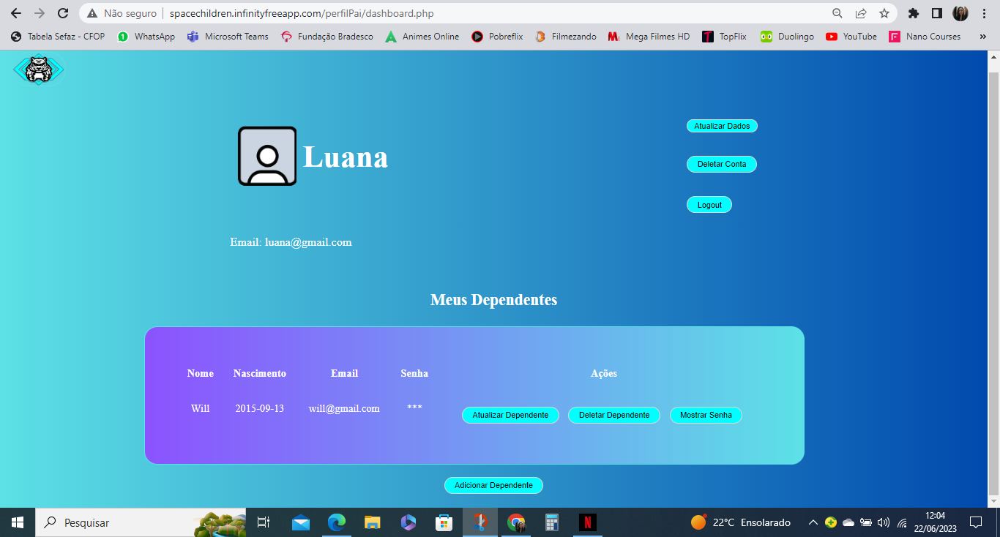 Não seguro spacechildren.infinityfreeapp.com/perfilPai/dashboard.php
Tabela Sefaz - CFOP WhatsApp Microsoft Teams Fundação Bradesco Animes Online Pobreflix Filmezando Mega Filmes HD TopFlix Duolingo YouTube Nano Courses »
Atualizar Dados
Luana
Deletar Conta
Logout
Email: luana@gmail.com
Meus Dependentes
Nome Nascimento Email Senha Ações
Will 2015-09-13 will@gmail.com *** Atualizar Dependente Deletar Dependente Mostrar Senha
Adicionar Dependente
Pesquisar 22°C Ensolarado 12:04
22/06/2023